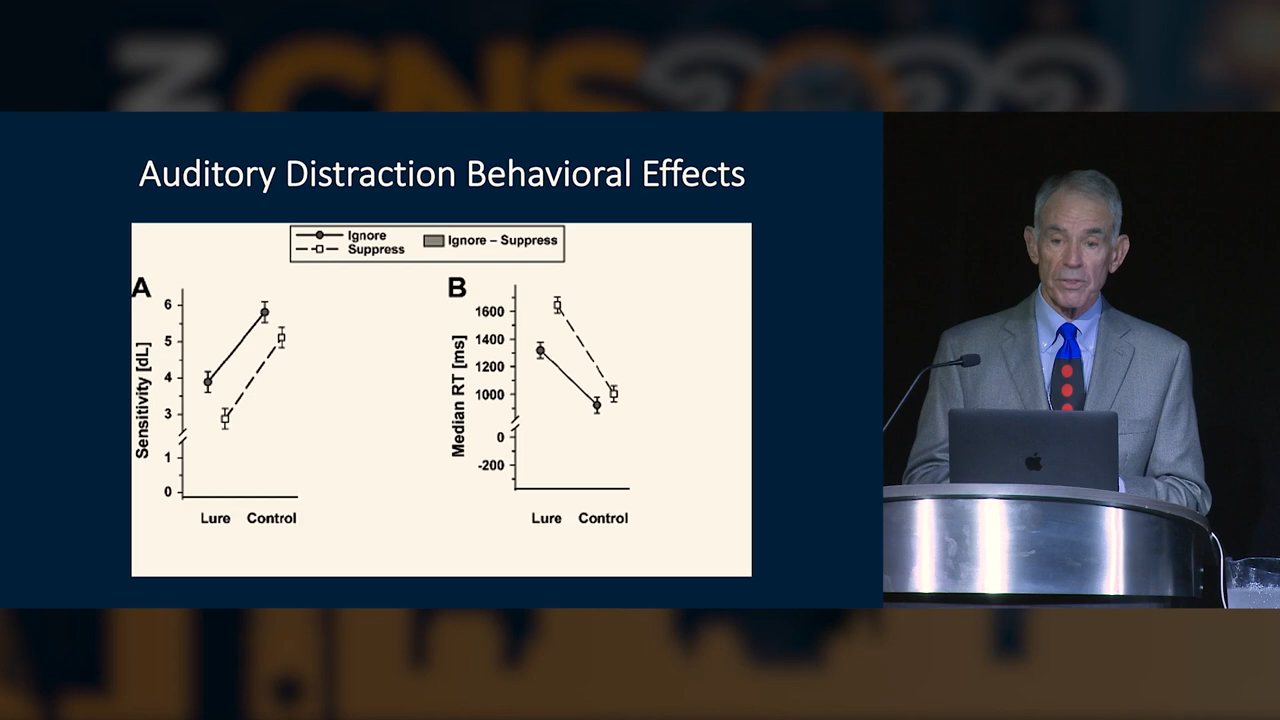 CNS2022
Auditory Distraction Behavioral Effects
Ignore
Suppress
Ignore – Suppress
A
Sensitivity [dL]
6
5
4
3
1
0
Lure Control
B
Median RT [ms]
1600
1400
1200
1000
0
-200
Lure Control